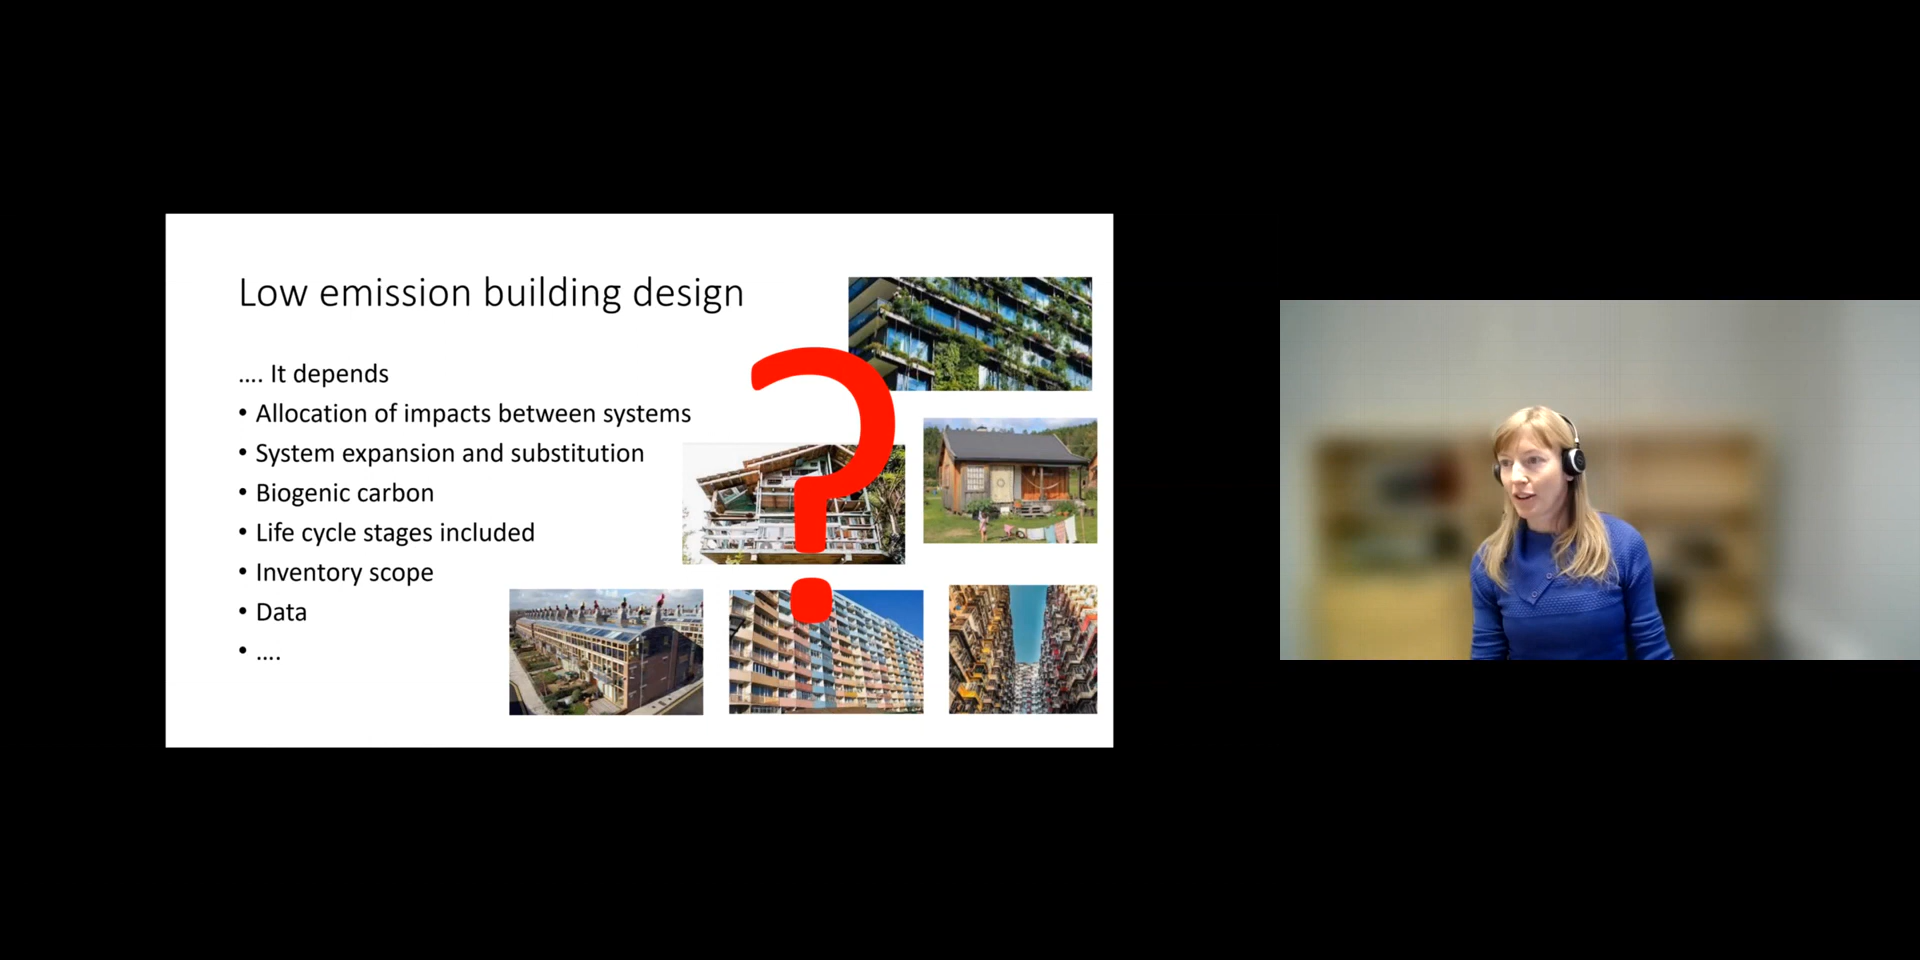 Low emission building design
.... It depends
• Allocation of impacts between systems
• System expansion and substitution
• Biogenic carbon
• Life cycle stages included
• Inventory scope
• Data
• ....
?